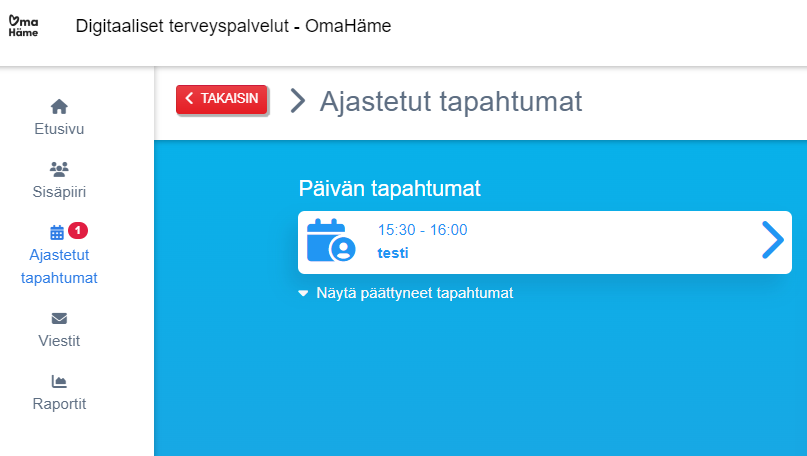 Oma
Häme
Digitaaliset terveyspalvelut - OmaHäme
Etusivu
Sisäpiiri
1
Ajastetut
tapahtumat
Viestit
Raportit
TAKAISIN
Ajastetut tapahtumat
Päivän tapahtumat
15:30 - 16:00
testi
Näytä päättyneet tapahtumat